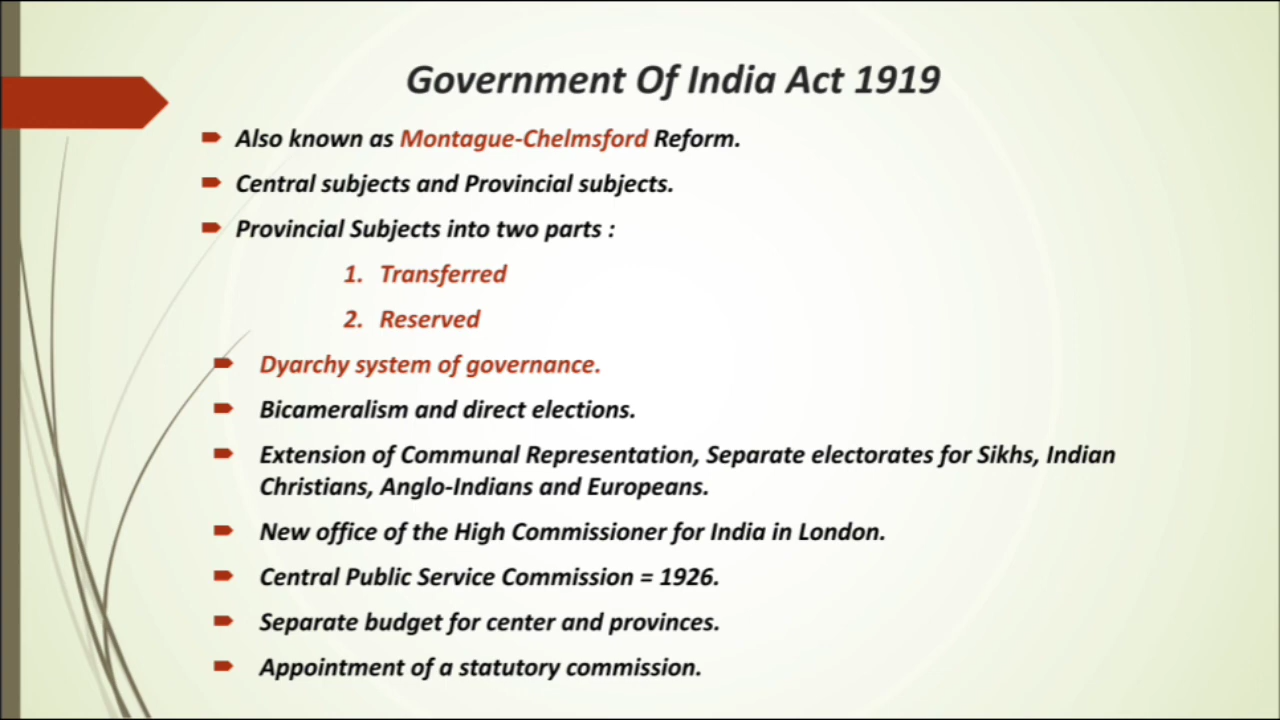 Government Of India Act 1919
Also known as Montague-Chelmsford Reform.
Central subjects and Provincial subjects.
Provincial Subjects into two parts :
1. Transferred
2. Reserved
Dyarchy system of governance.
Bicameralism and direct elections.
Extension of Communal Representation, Separate electorates for Sikhs, Indian
Christians, Anglo-Indians and Europeans.
New office of the High Commissioner for India in London.
Central Public Service Commission = 1926.
Separate budget for center and provinces.
Appointment of a statutory commission.